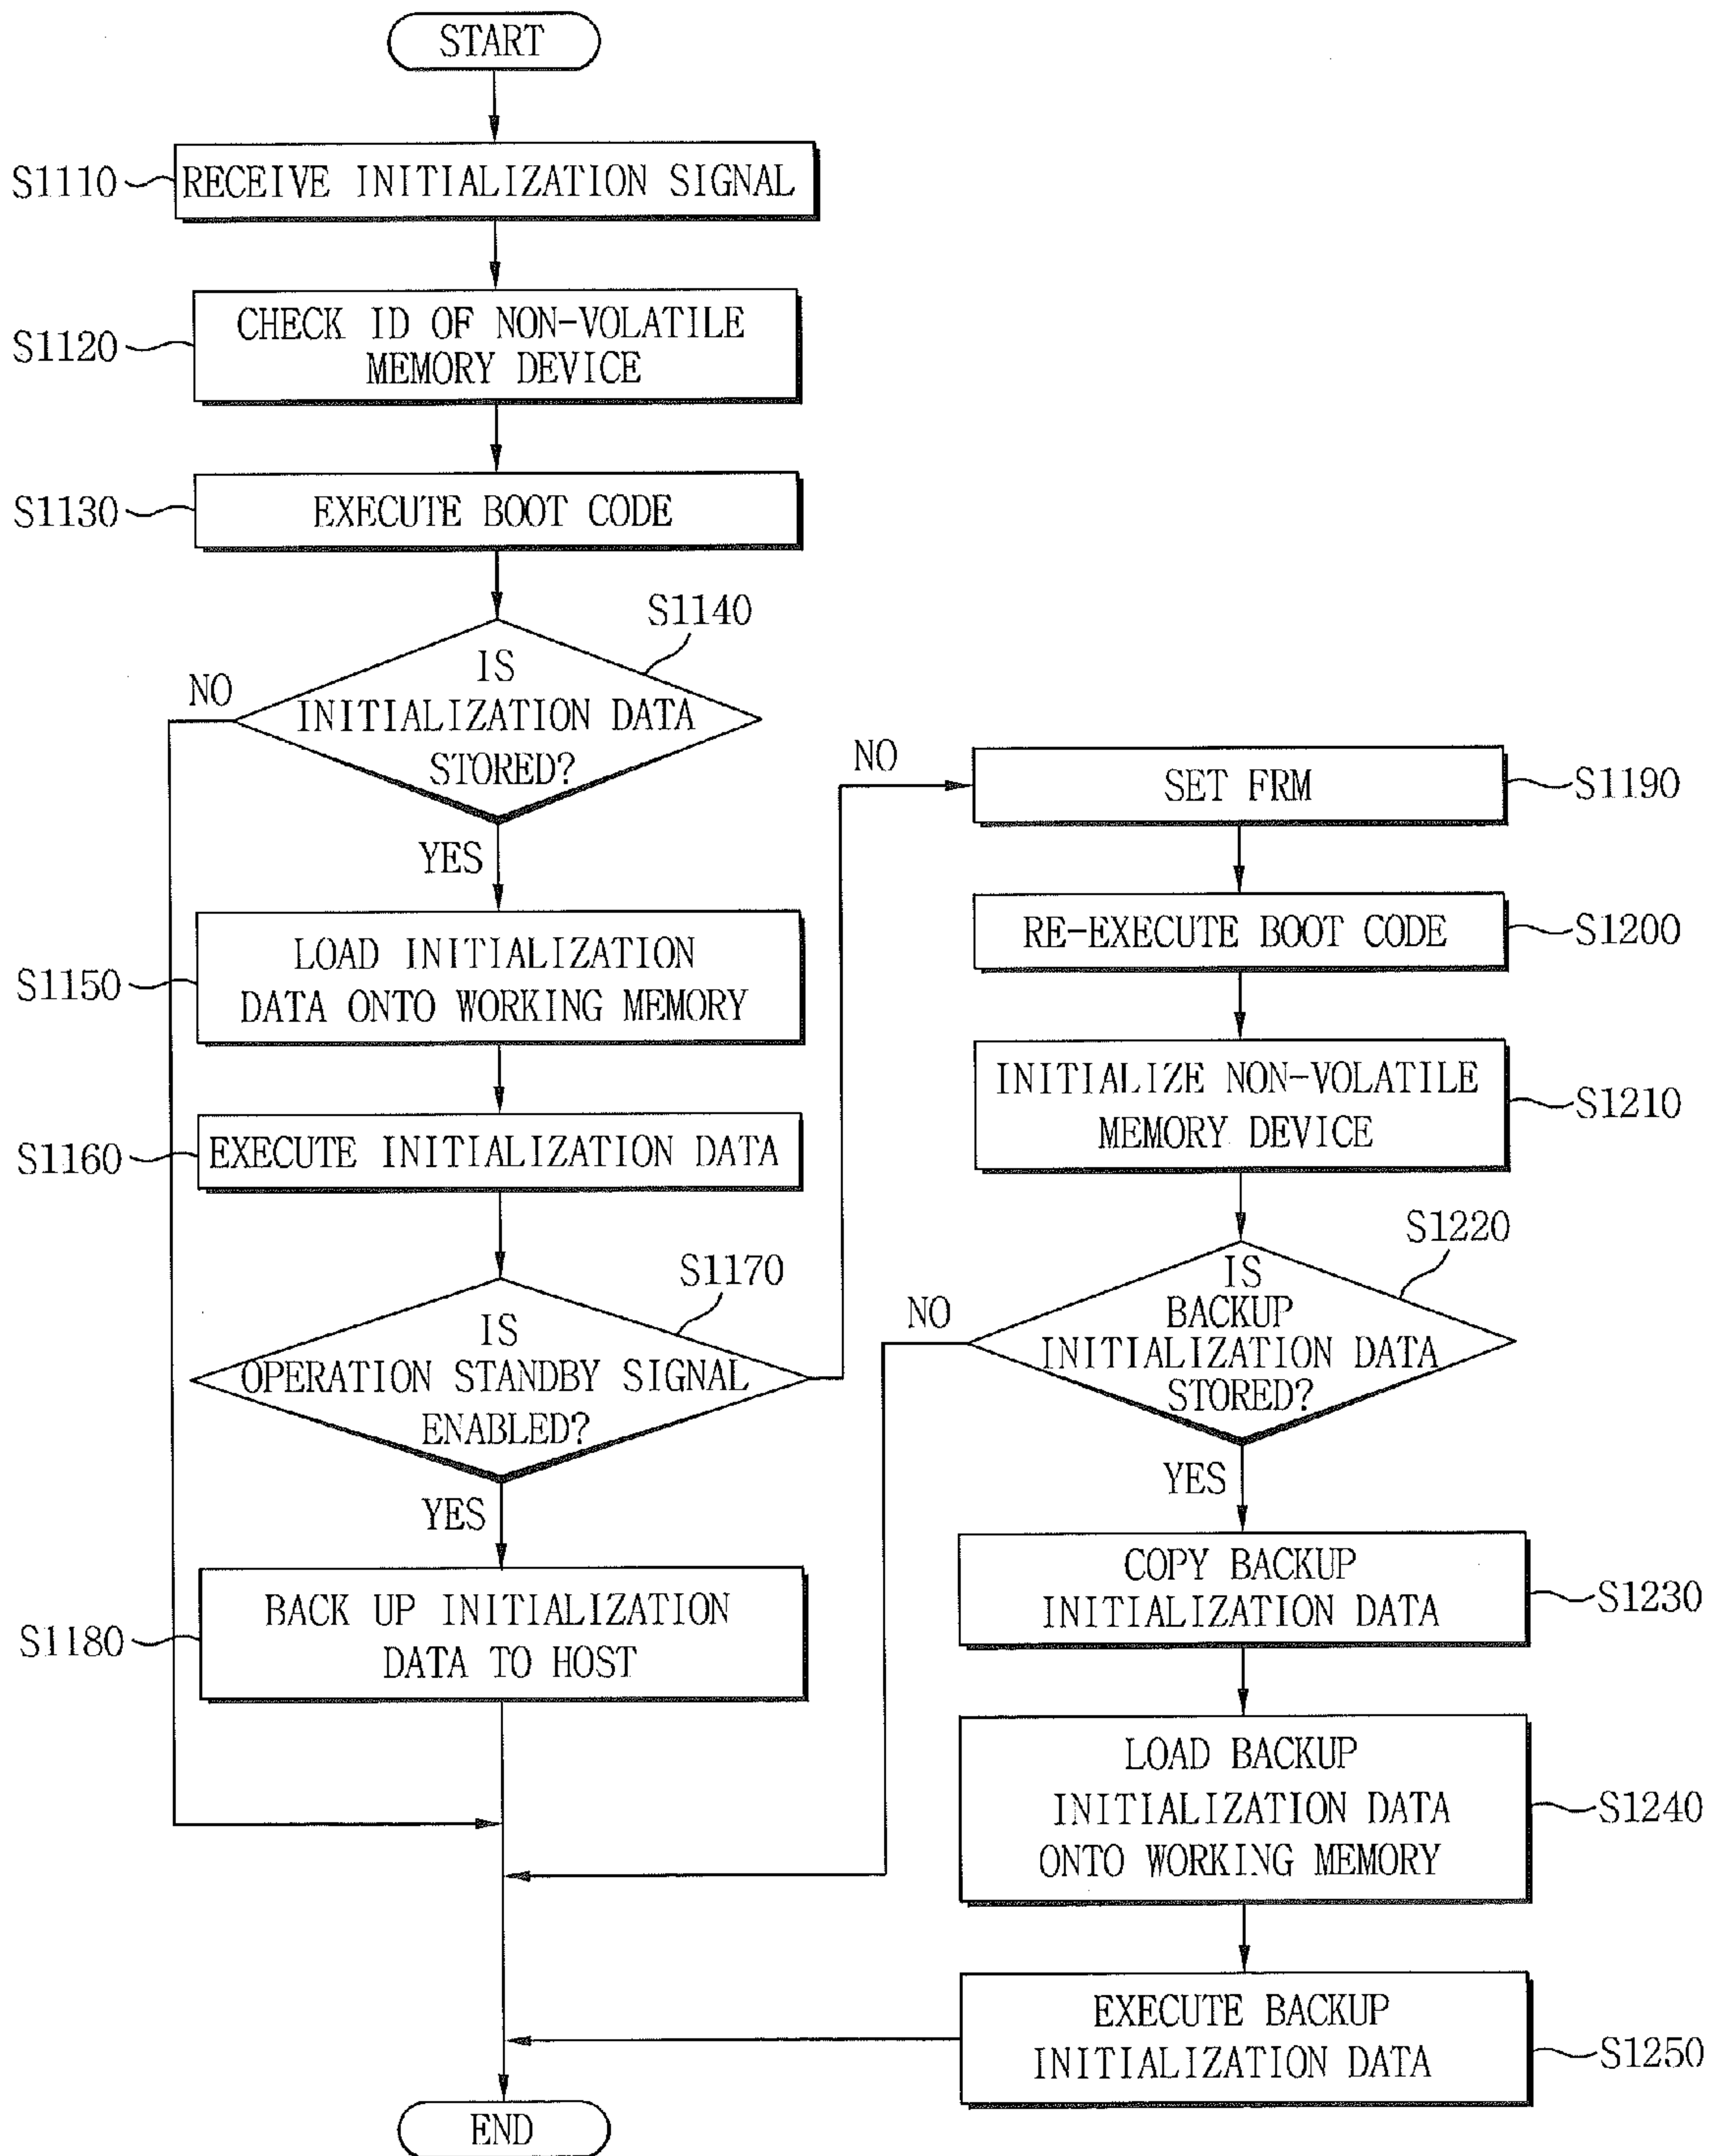 START
S1110
RECEIVE INITIALIZATION SIGNAL
S1120
CHECK ID OF NON-VOLATILE
MEMORY DEVICE
S1130
EXECUTE BOOT CODE
S1140
IS
INITIALIZATION DATA
STORED?
NO
YES
S1150
LOAD INITIALIZATION
DATA ONTO WORKING MEMORY
S1160
EXECUTE INITIALIZATION DATA
S1170
IS
OPERATION STANDBY SIGNAL
ENABLED?
NO
YES
S1180
BACK UP INITIALIZATION
DATA TO HOST
SET FRM
S1190
RE-EXECUTE BOOT CODE
S1200
INITIALIZE NON-VOLATILE
MEMORY DEVICE
S1210
S1220
IS
BACKUP
INITIALIZATION DATA
STORED?
NO
YES
COPY BACKUP
INITIALIZATION DATA
S1230
LOAD BACKUP
INITIALIZATION DATA
ONTO WORKING MEMORY
S1240
EXECUTE BACKUP
INITIALIZATION DATA
S1250
END